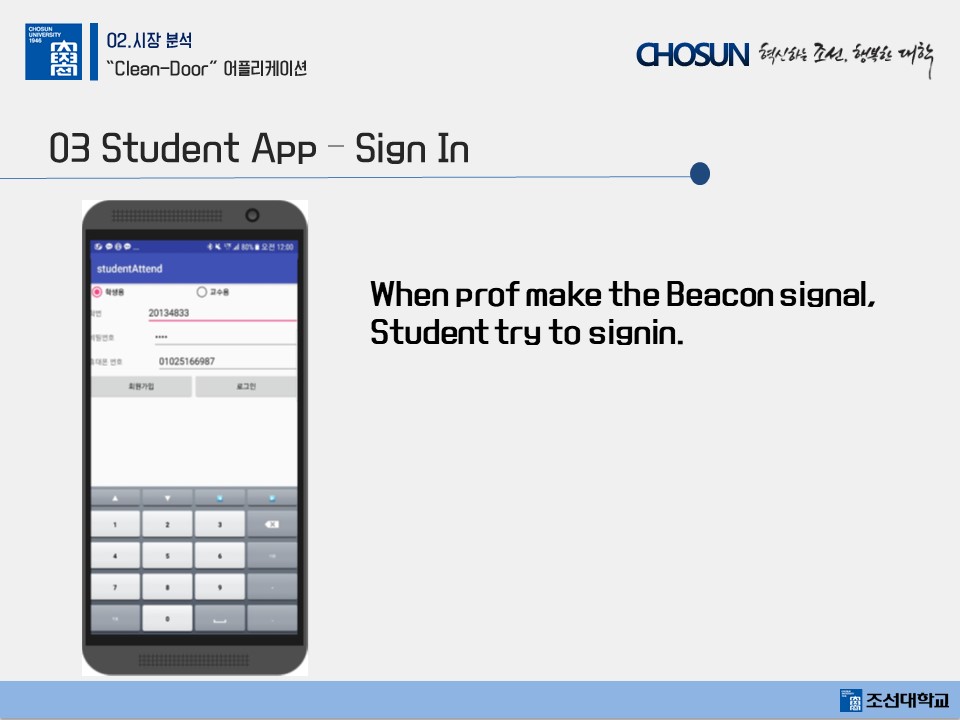 CHOSUN
UNIVERSITY
1946
02.시장 분석
“Clean-Door” 어플리케이션
CHOSUN 혁신하는 조선, 행복한 대학
03 Student App – Sign In
80% 오전 12:00
studentAttend
학생용 교수용
학번 20134833
비밀번호 ••••
휴대폰 번호 01025166987
회원가입 로그인
1 2 3
4 5 6
7 8 9
0
When prof make the Beacon signal,
Student try to signin.
조선대학교